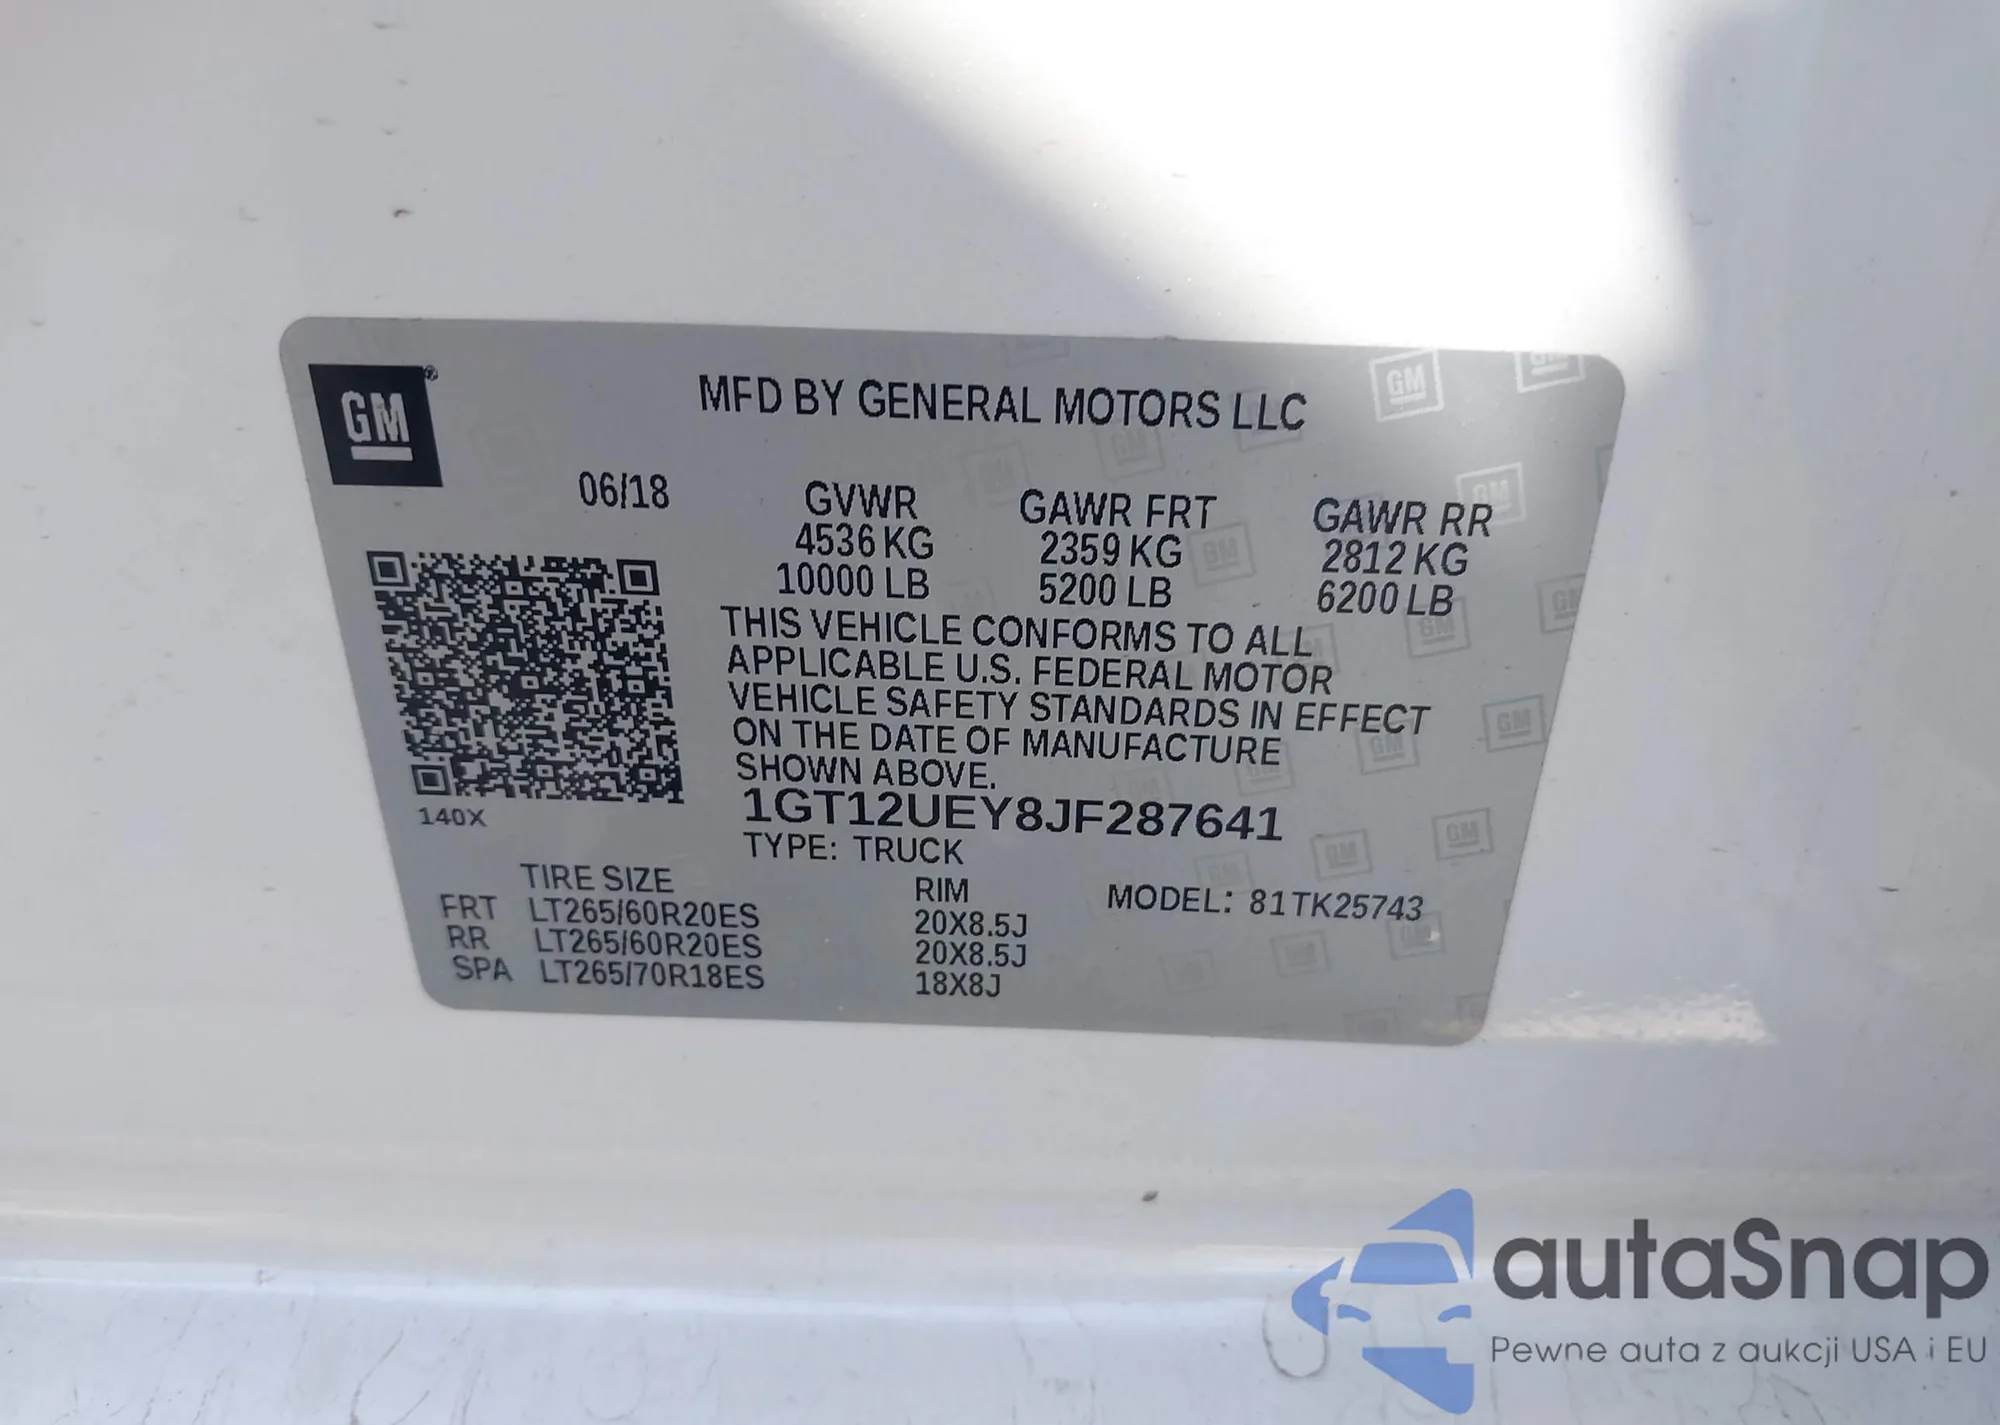 GM®
MFD BY GENERAL MOTORS LLC
06/18
GVWR GAWR FRT GAWR RR
4536 KG 2359 KG 2812 KG
10000 LB 5200 LB 6200 LB
THIS VEHICLE CONFORMS TO ALL
APPLICABLE U.S. FEDERAL MOTOR
VEHICLE SAFETY STANDARDS IN EFFECT
ON THE DATE OF MANUFACTURE
SHOWN ABOVE.
140X
1GT12UEY8JF287641
TYPE: TRUCK
TIRE SIZE RIM MODEL: 81TK25743
FRT LT265/60R20ES 20X8.5J
RR LT265/60R20ES 20X8.5J
SPA LT265/70R18ES 18X8J
autaSnap
Pewne auta z aukcji USA i EU